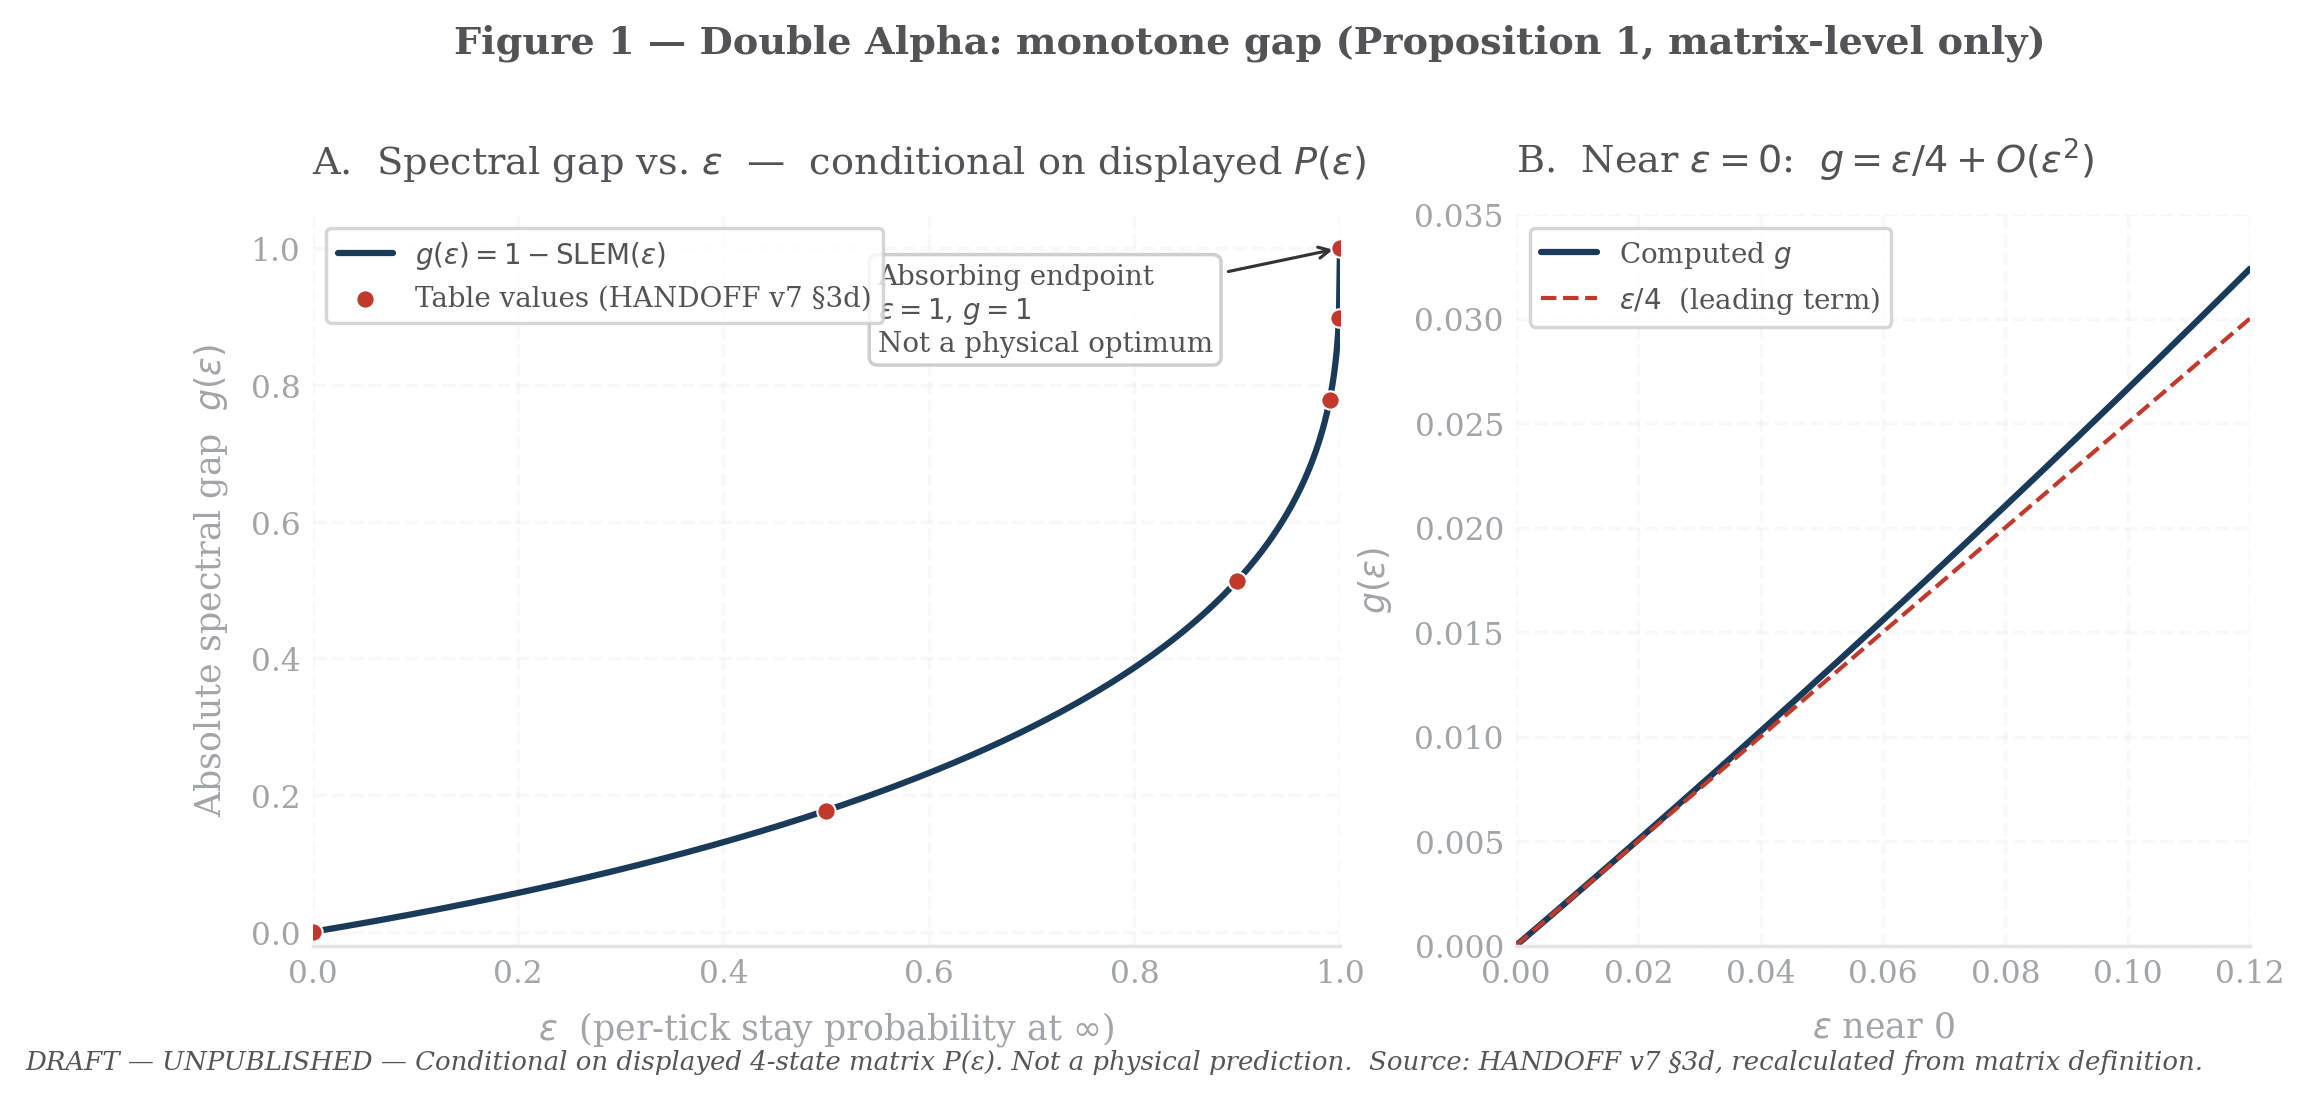 Figure 1 — Double Alpha: monotone gap (Proposition 1, matrix-level only)
A.  Spectral gap vs. ε  —  conditional on displayed P(ε)
g(ε) = 1 − SLEM(ε)
Table values (HANDOFF v7 §3d)
Absorbing endpoint
ε = 1, g = 1
Not a physical optimum
Absolute spectral gap  g(ε)
1.0
0.8
0.6
0.4
0.2
0.0
0.0 0.2 0.4 0.6 0.8 1.0
ε  (per-tick stay probability at ∞)
B.  Near ε = 0:  g = ε/4 + O(ε²)
Computed g
ε/4  (leading term)
g(ε)
0.035
0.030
0.025
0.020
0.015
0.010
0.005
0.000
0.00 0.02 0.04 0.06 0.08 0.10 0.12
ε near 0
DRAFT — UNPUBLISHED — Conditional on displayed 4-state matrix P(ε). Not a physical prediction.  Source: HANDOFF v7 §3d, recalculated from matrix definition.